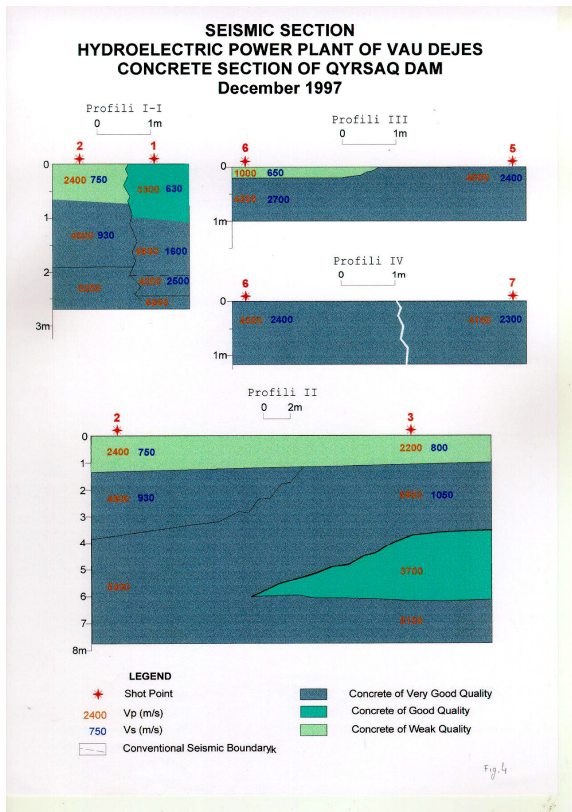 SEISMIC SECTION
HYDROELECTRIC POWER PLANT OF VAU DEJES
CONCRETE SECTION OF QYRSAQ DAM
December 1997
Profili I-I
0 1m
2 1
0
2400 750
630
1
930
1600
2
2500
3m
Profili III
0 1m
6 5
0
1000 650
2400
2700
1m
Profili IV
0 1m
6 7
0
2400
2300
1m
Profili II
0 2m
2 3
0
2400 750
2200 800
1
2
930
1050
3
4
3700
5
6
7
8m
LEGEND
Shot Point
2400 Vp (m/s)
750 Vs (m/s)
Conventional Seismic Boundary,k
Concrete of Very Good Quality
Concrete of Good Quality
Concrete of Weak Quality
Fig.4